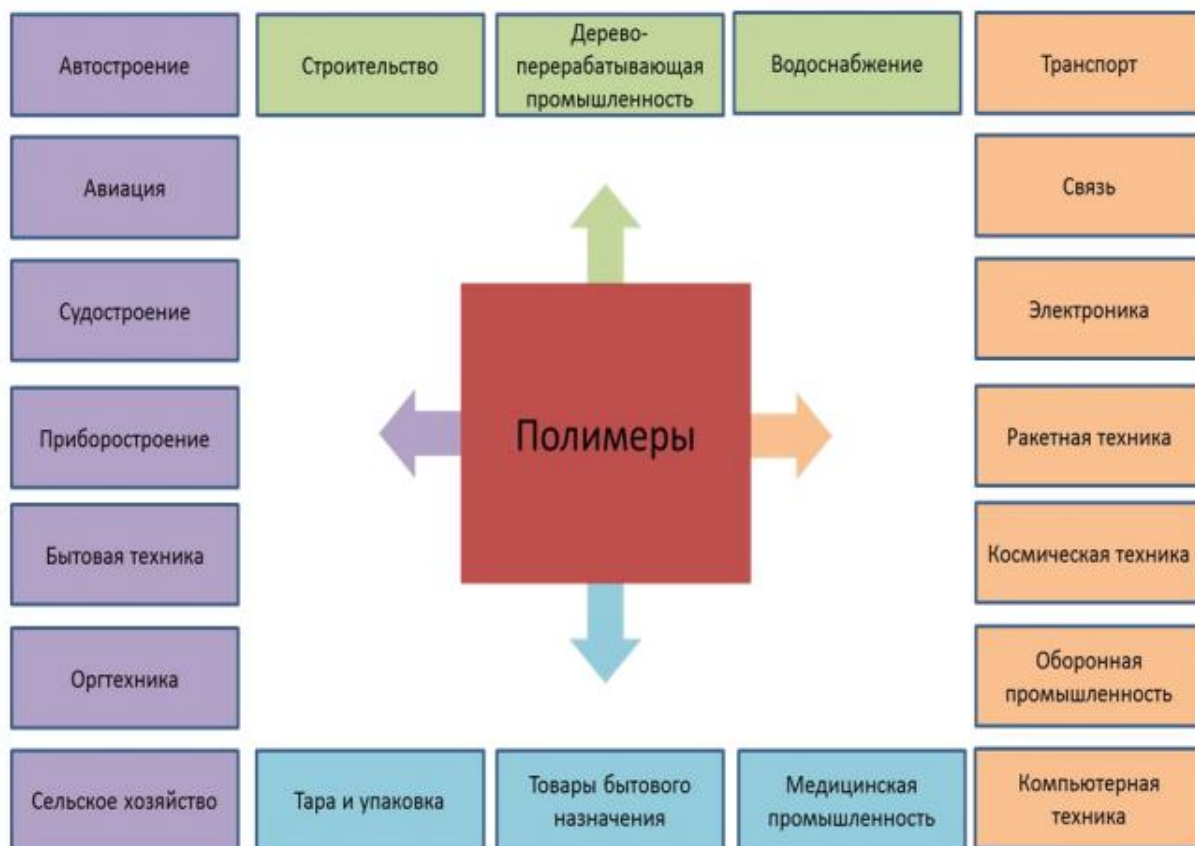 Автостроение
Строительство
Дерево-
перерабатывающая
промышленность
Водоснабжение
Транспорт
Авиация
Связь
Судостроение
Электроника
Приборостроение
Полимеры
Ракетная техника
Бытовая техника
Космическая техника
Оргтехника
Оборонная
промышленность
Сельское хозяйство
Тара и упаковка
Товары бытового
назначения
Медицинская
промышленность
Компьютерная
техника